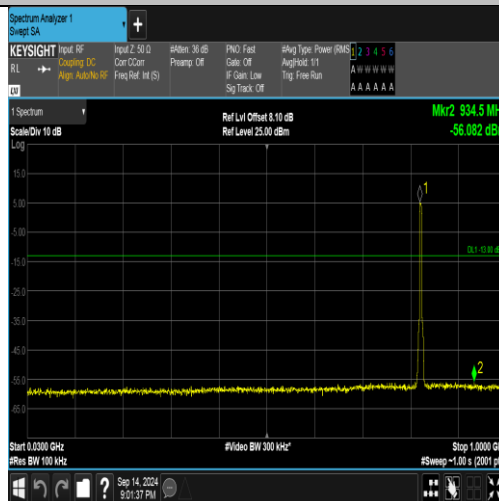 Spectrum Analyzer 1
Swept SA
+
KEYSIGHT
RL
Input: RF
Coupling: DC
Align: Auto/No RF
Input Z: 50 Ω
Corr CCorr
Freq Ref: Int (S)
#Atten: 36 dB
Preamp: Off
PNO: Fast
Gate: Off
IF Gain: Low
Sig Track: Off
#Avg Type: Power (RMS
Avg|Hold: 1/1
Trig: Free Run
1 2 3 4 5 6
A W W W W W
A A A A A A
1 Spectrum
Scale/Div 10 dB
Ref Lvl Offset 8.10 dB
Ref Level 25.00 dBm
Mkr2 934.5 MH
-56.082 dB
Log
15.0
5.00
-5.00
-15.0
-25.0
-35.0
-45.0
-55.0
-65.0
1
DL1 -13.00 dB
2
Start 0.0300 GHz
#Res BW 100 kHz
#Video BW 300 kHz*
Stop 1.0000 G
#Sweep ~1.00 s (2001 pt
?
Sep 14, 2024
9:01:37 PM